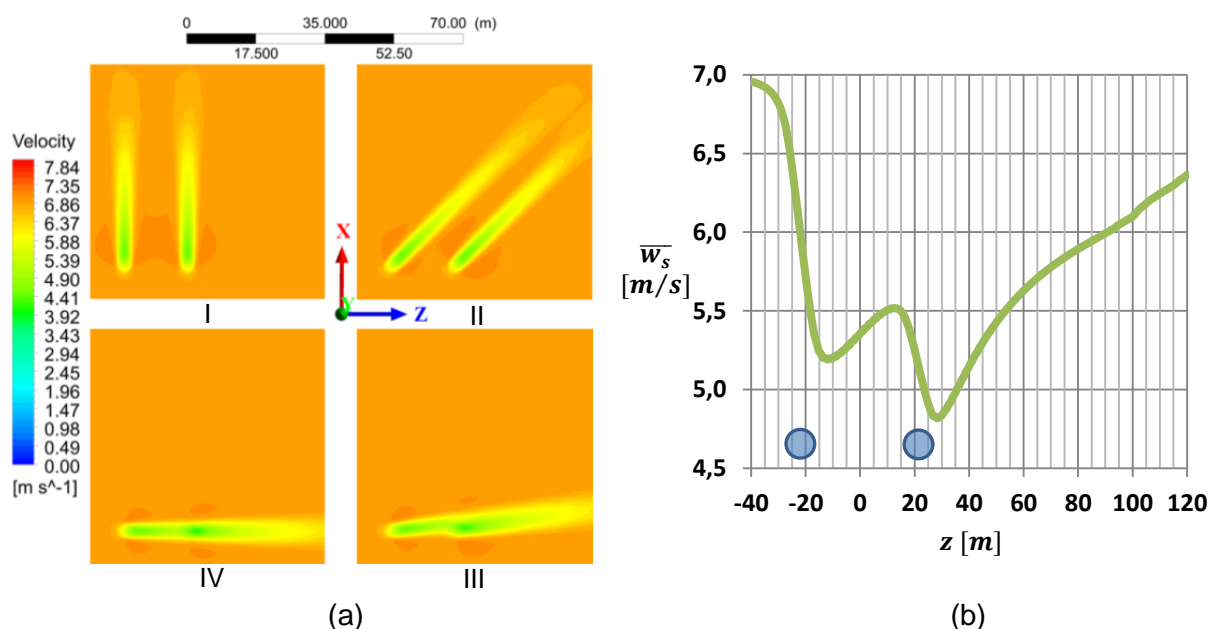 0 35.000 70.00 (m)
17.500 52.50
Velocity
7.84
7.35
6.86
6.37
5.88
5.39
4.90
4.41
3.92
3.43
2.94
2.45
1.96
1.47
0.98
0.49
0.00
[m s^-1]
I
II
X
Y
Z
IV
III
(a)
7,0
6,5
6,0
5,5
5,0
4,5
w̅ₛ
[m/s]
-40 -20 0 20 40 60 80 100 120
z [m]
(b)